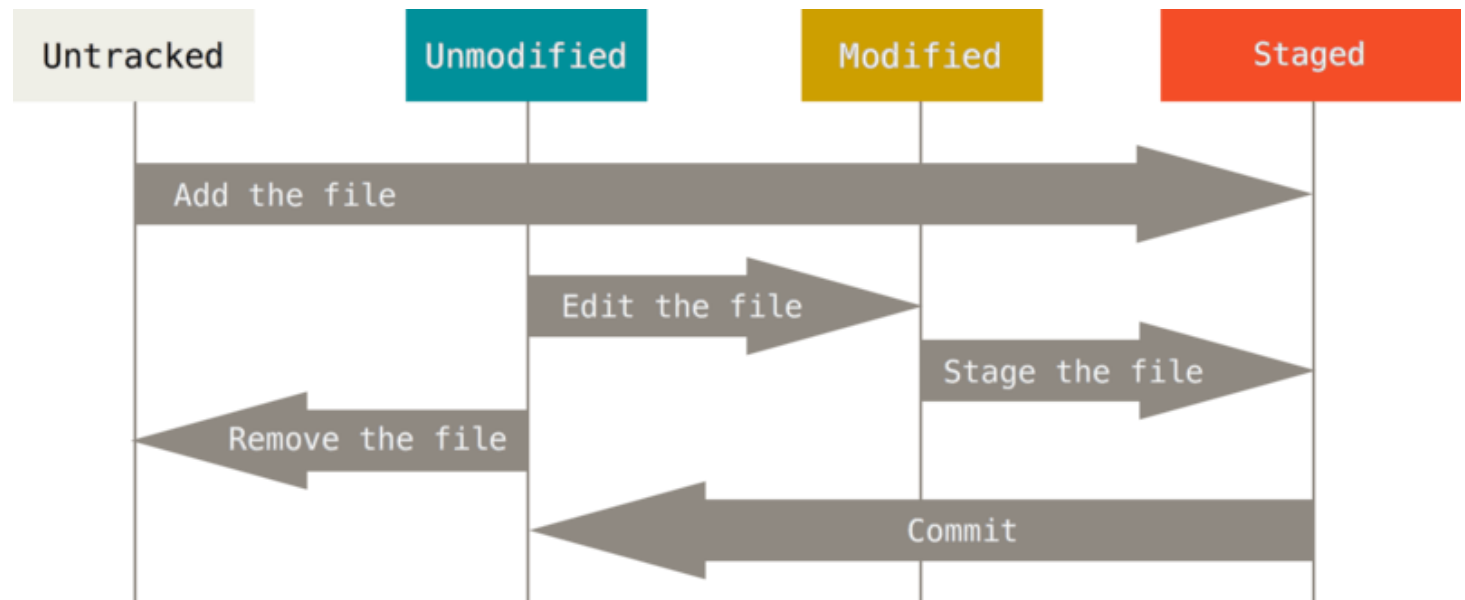 Untracked
Unmodified
Modified
Staged
Add the file
Edit the file
Stage the file
Remove the file
Commit